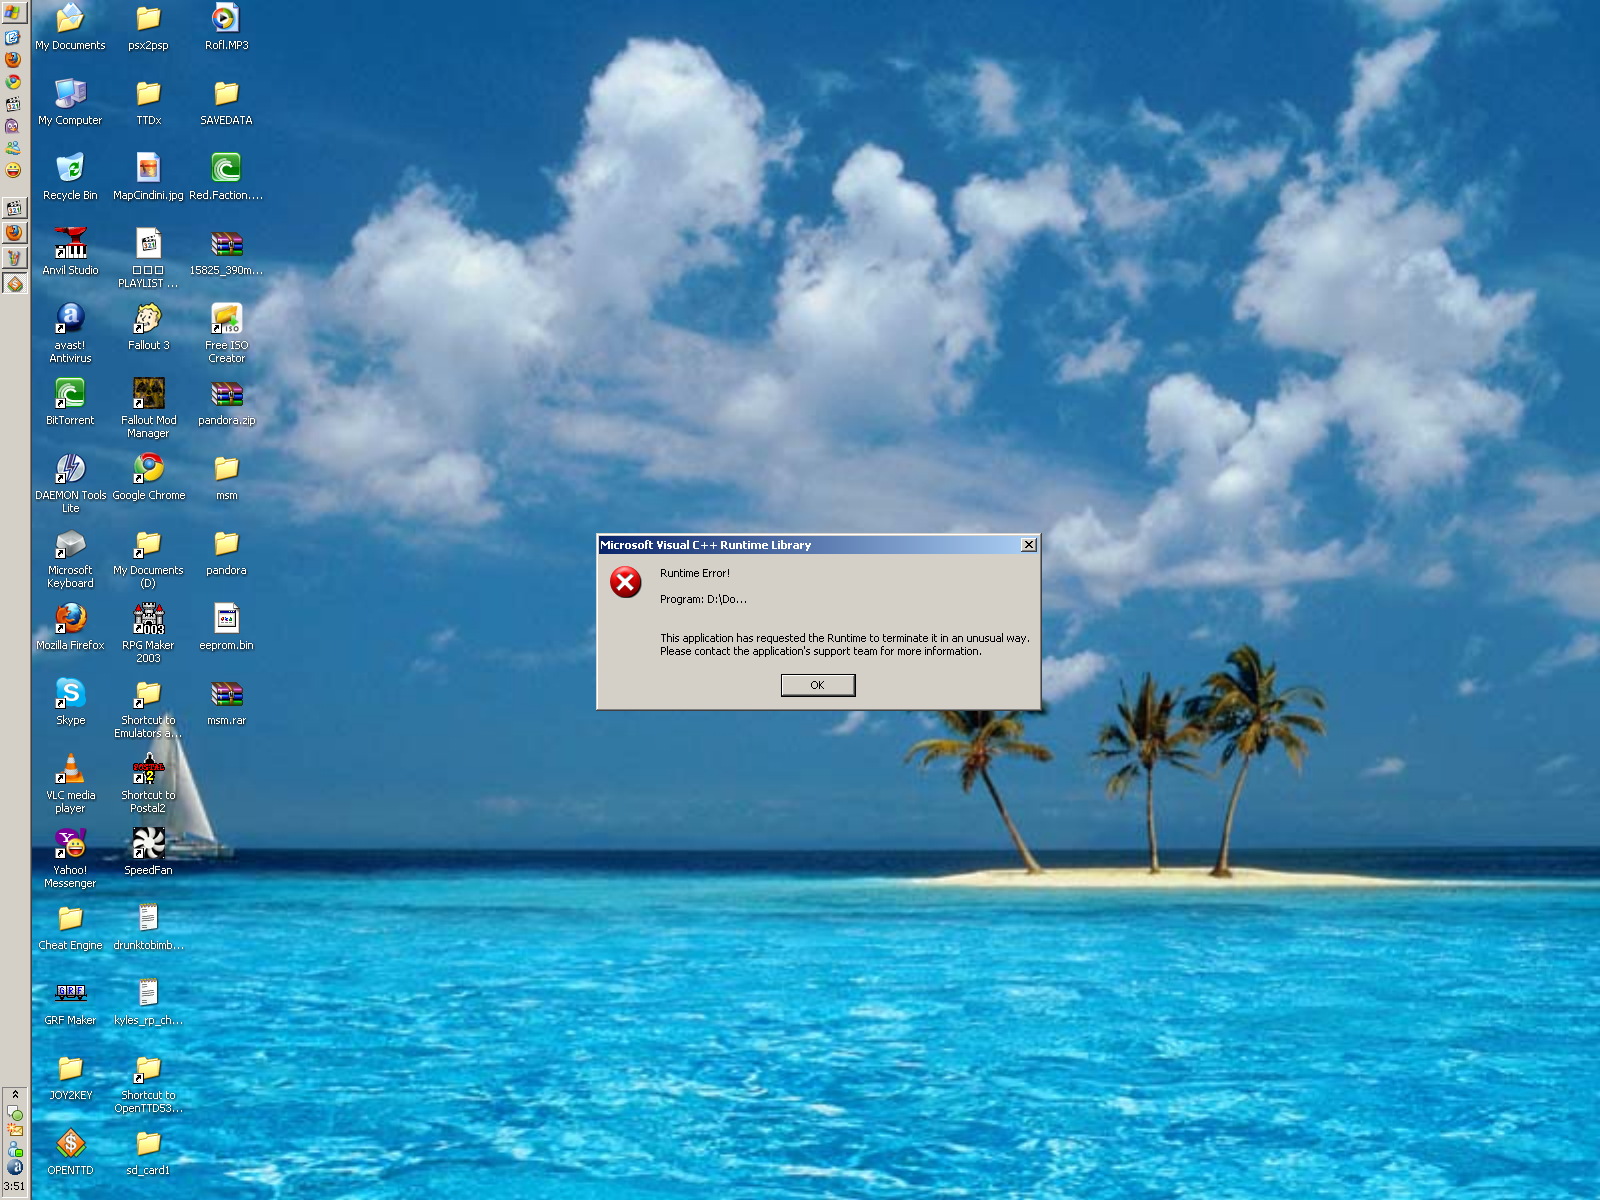 My Documents
psx2psp
Rofl.MP3
My Computer
TTDx
SAVEDATA
Recycle Bin
MapCindini.jpg
Red.Faction....
Anvil Studio
□□□
PLAYLIST ...
15825_390m...
avast!
Antivirus
Fallout 3
Free ISO
Creator
BitTorrent
Fallout Mod
Manager
pandora.zip
DAEMON Tools
Lite
Google Chrome
msm
Microsoft
Keyboard
My Documents
(D)
pandora
Mozilla Firefox
RPG Maker
2003
eeprom.bin
Skype
Shortcut to
Emulators a...
msm.rar
VLC media
player
Shortcut to
Postal2
Yahoo!
Messenger
SpeedFan
Cheat Engine
drunktobimb...
GRF Maker
kyles_rp_ch...
JOY2KEY
Shortcut to
OpenTTD53...
OPENTTD
sd_card1
3:51
Microsoft Visual C++ Runtime Library
Runtime Error!
Program: D:\Do...
This application has requested the Runtime to terminate it in an unusual way.
Please contact the application's support team for more information.
OK